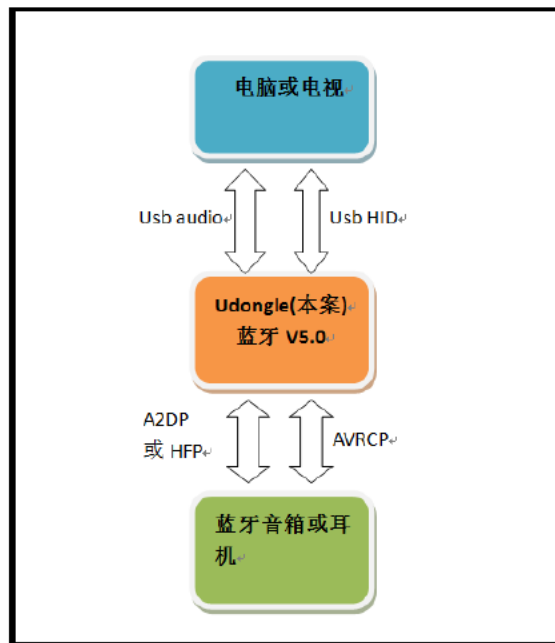 电脑或电视
Usb audio
Usb HID
Udongle(本案)
蓝牙 V5.0
A2DP
或 HFP
AVRCP
蓝牙音箱或耳
机